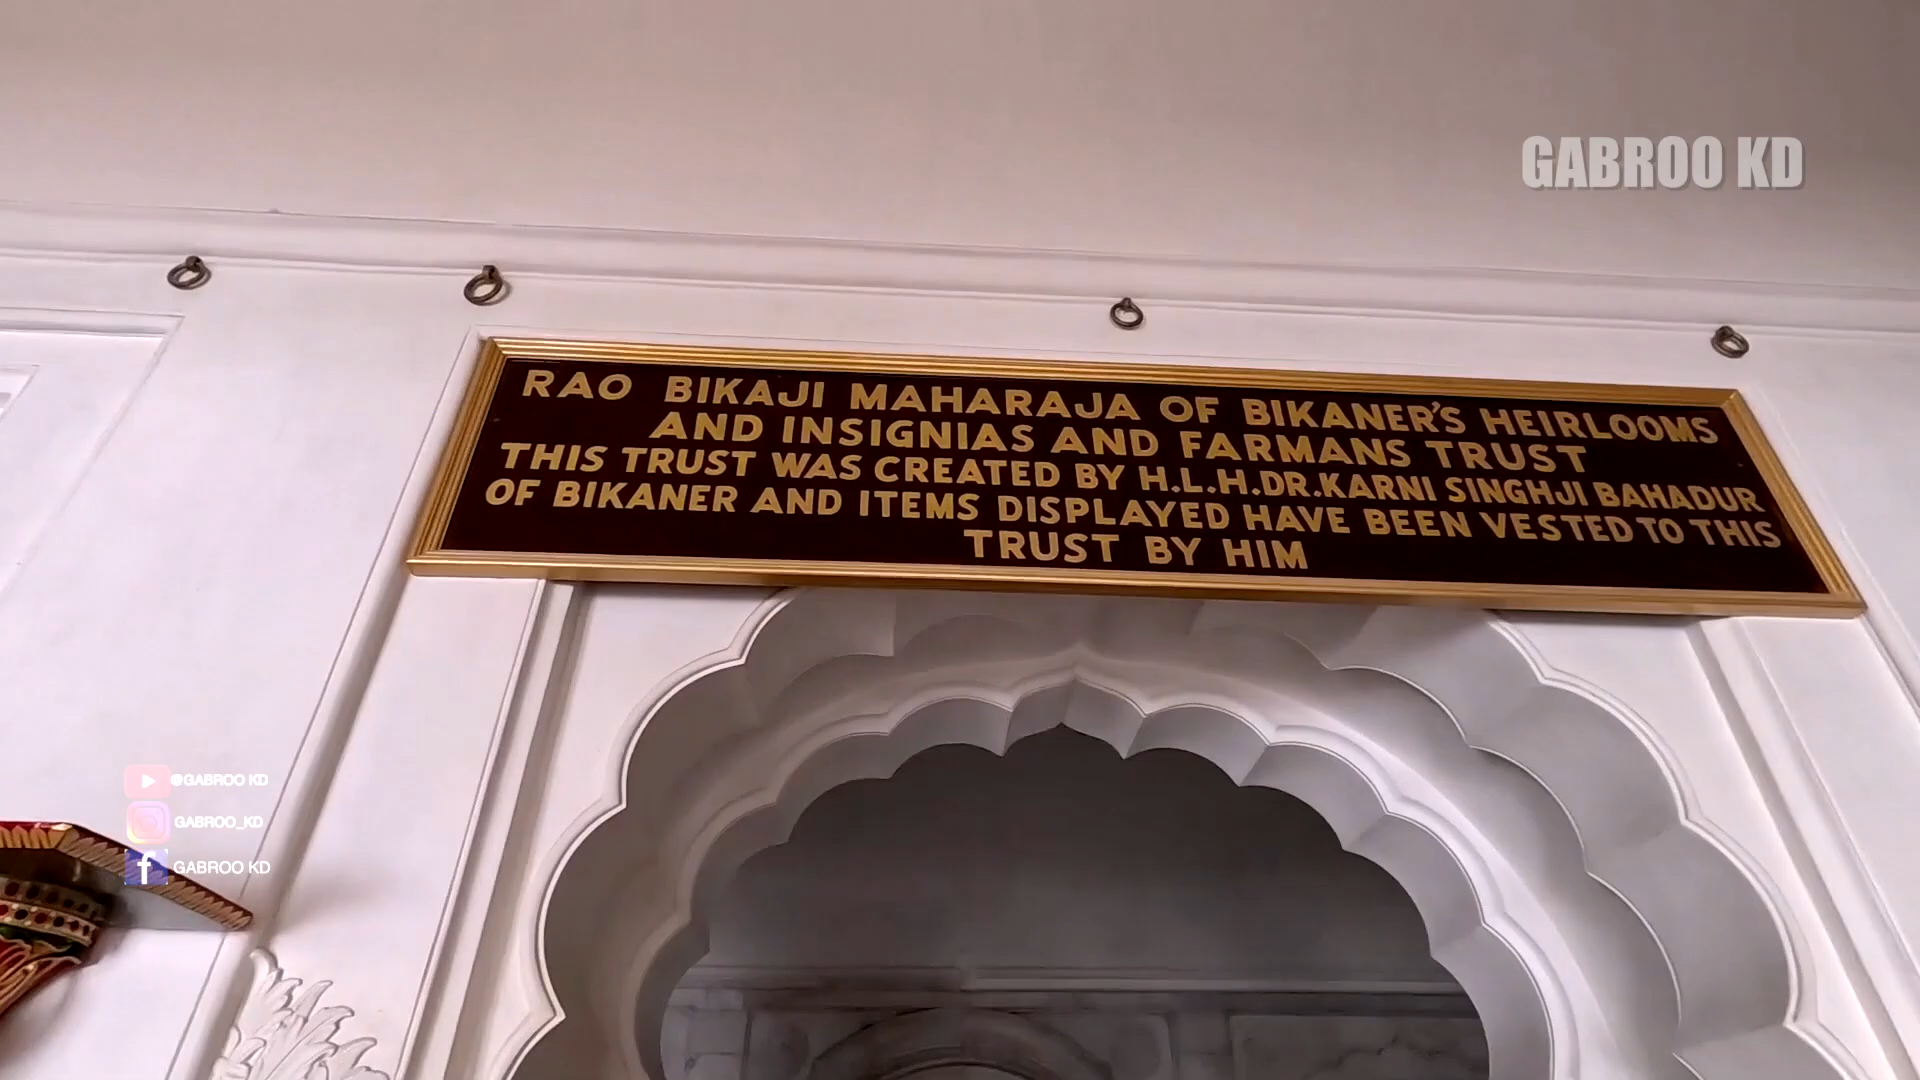 GABROO KD
RAO BIKAJI MAHARAJA OF BIKANER'S HEIRLOOMS
AND INSIGNIAS AND FARMANS TRUST
THIS TRUST WAS CREATED BY H.L.H.DR.KARNI SINGHJI BAHADUR
OF BIKANER AND ITEMS DISPLAYED HAVE BEEN VESTED TO THIS
TRUST BY HIM
@GABROO KD
GABROO_KD
f GABROO KD